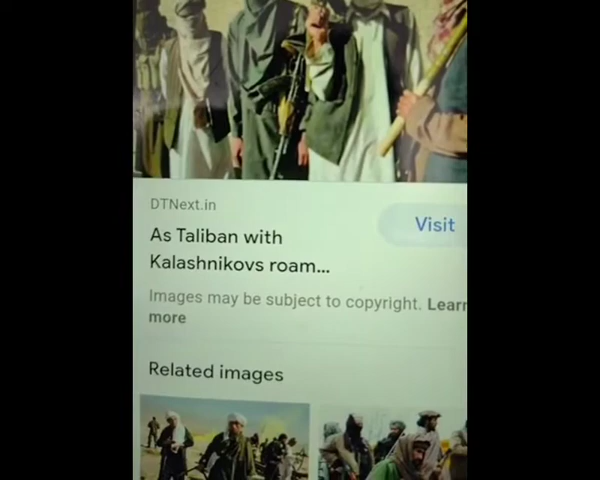 DTNext.in
As Taliban with
Visit
Kalashnikovs roam...
Images may be subject to copyright. Learn
more
Related images